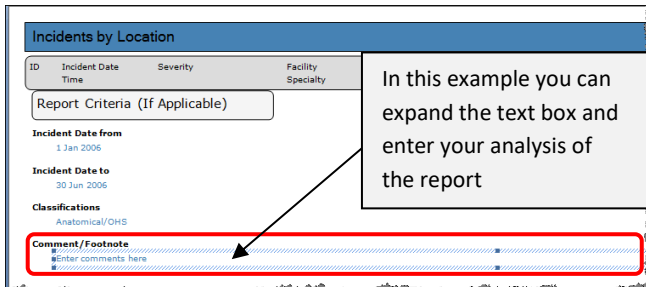 Incidents by Location
ID Incident Date Severity Facility
Time Specialty
Report Criteria (If Applicable)
Incident Date from
1 Jan 2006
Incident Date to
30 Jun 2006
Classifications
Anatomical/OHS
Comment/Footnote
Enter comments here
In this example you can
expand the text box and
enter your analysis of
the report